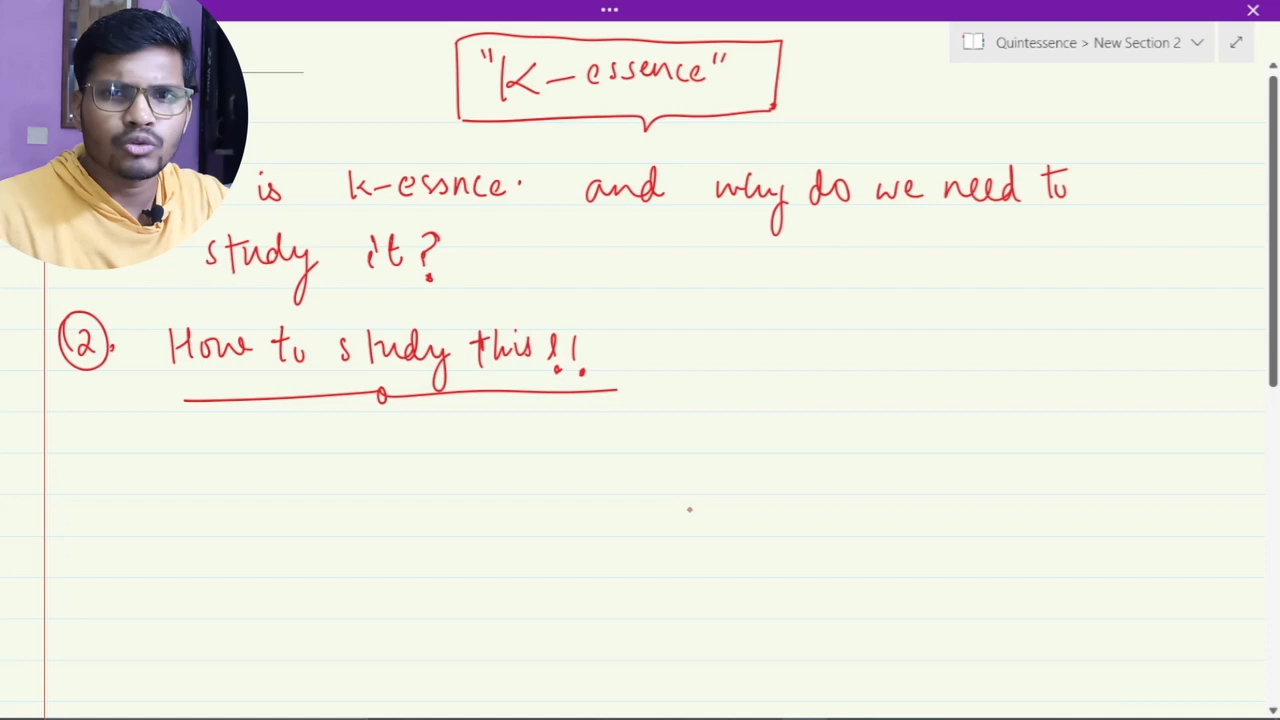 Quintessence > New Section 2
"K-essence"
is k-essnce. and why do we need to
study it?
2. How to study this!!